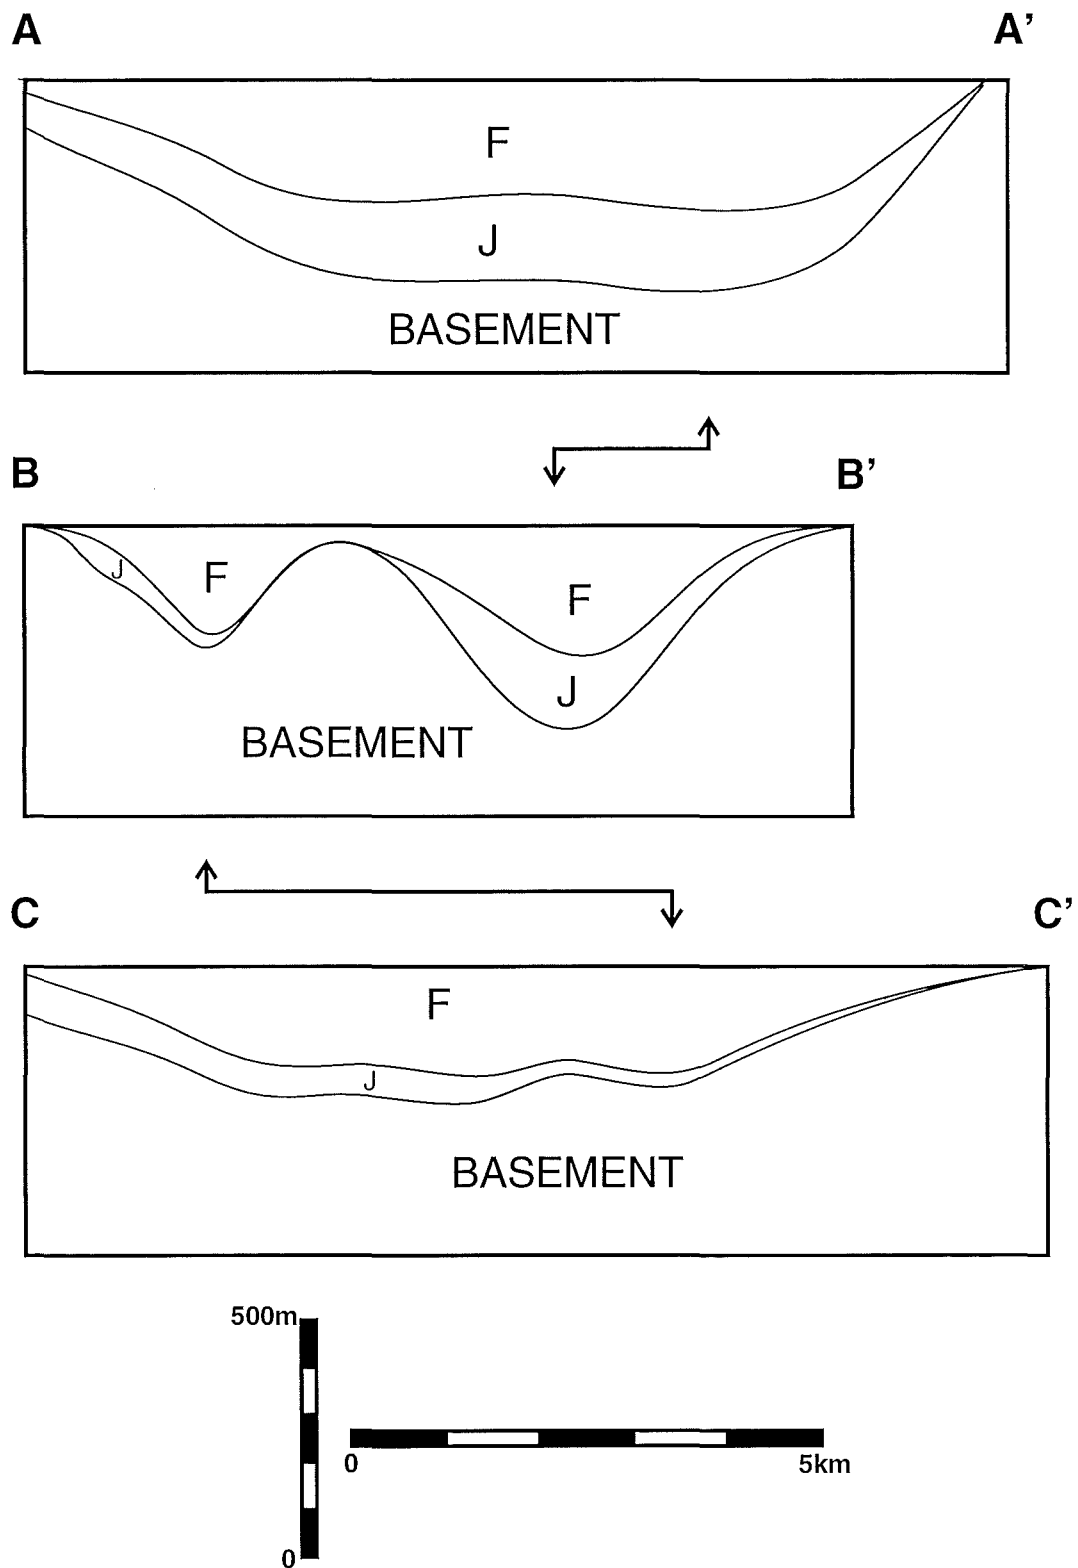 A A’
F
J
BASEMENT
B B’
J F F
J
BASEMENT
C C’
F
J
BASEMENT
500m
0 5km
0